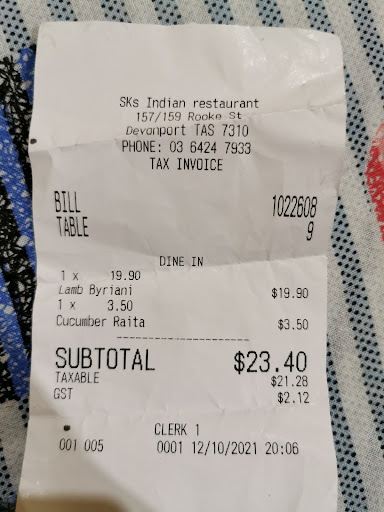 SKs Indian restaurant
157/159 Rooke St
Devonport TAS 7310
PHONE: 03 6424 7933
TAX INVOICE
BILL 1022608
TABLE 9
DINE IN
1 x 19.90
Lamb Byriani $19.90
1 x 3.50
Cucumber Raita $3.50
------------------------
SUBTOTAL $23.40
TAXABLE $21.28
GST $2.12
CLERK 1
001 005 0001 12/10/2021 20:06